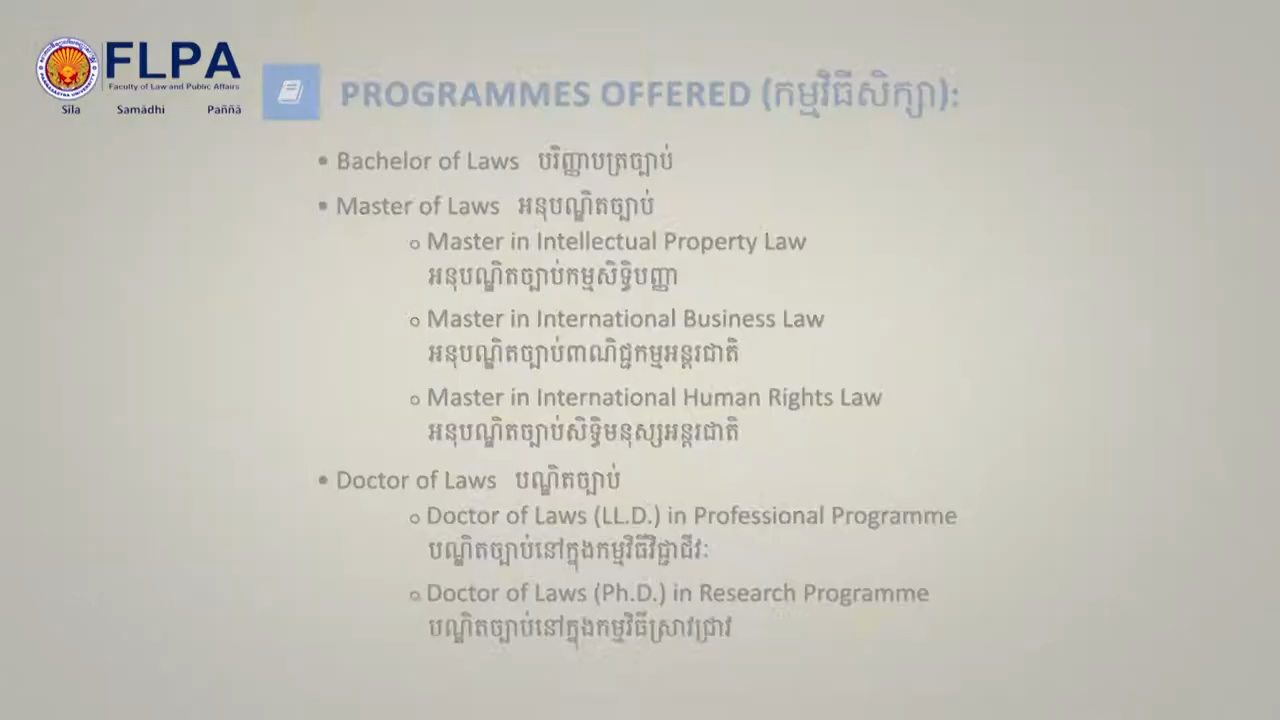 FLPA
Faculty of Law and Public Affairs
Sīla Samādhi Paññā
PROGRAMMES OFFERED (កម្មវិធីសិក្សា):
• Bachelor of Laws បរិញ្ញាបត្រច្បាប់
• Master of Laws អនុបណ្ឌិតច្បាប់
o Master in Intellectual Property Law
អនុបណ្ឌិតច្បាប់កម្មសិទ្ធិបញ្ញា
o Master in International Business Law
អនុបណ្ឌិតច្បាប់ពាណិជ្ជកម្មអន្តរជាតិ
o Master in International Human Rights Law
អនុបណ្ឌិតច្បាប់សិទ្ធិមនុស្សអន្តរជាតិ
• Doctor of Laws បណ្ឌិតច្បាប់
o Doctor of Laws (LL.D.) in Professional Programme
បណ្ឌិតច្បាប់នៅក្នុងកម្មវិធីវិជ្ជាជីវៈ
o Doctor of Laws (Ph.D.) in Research Programme
បណ្ឌិតច្បាប់នៅក្នុងកម្មវិធីស្រាវជ្រាវ